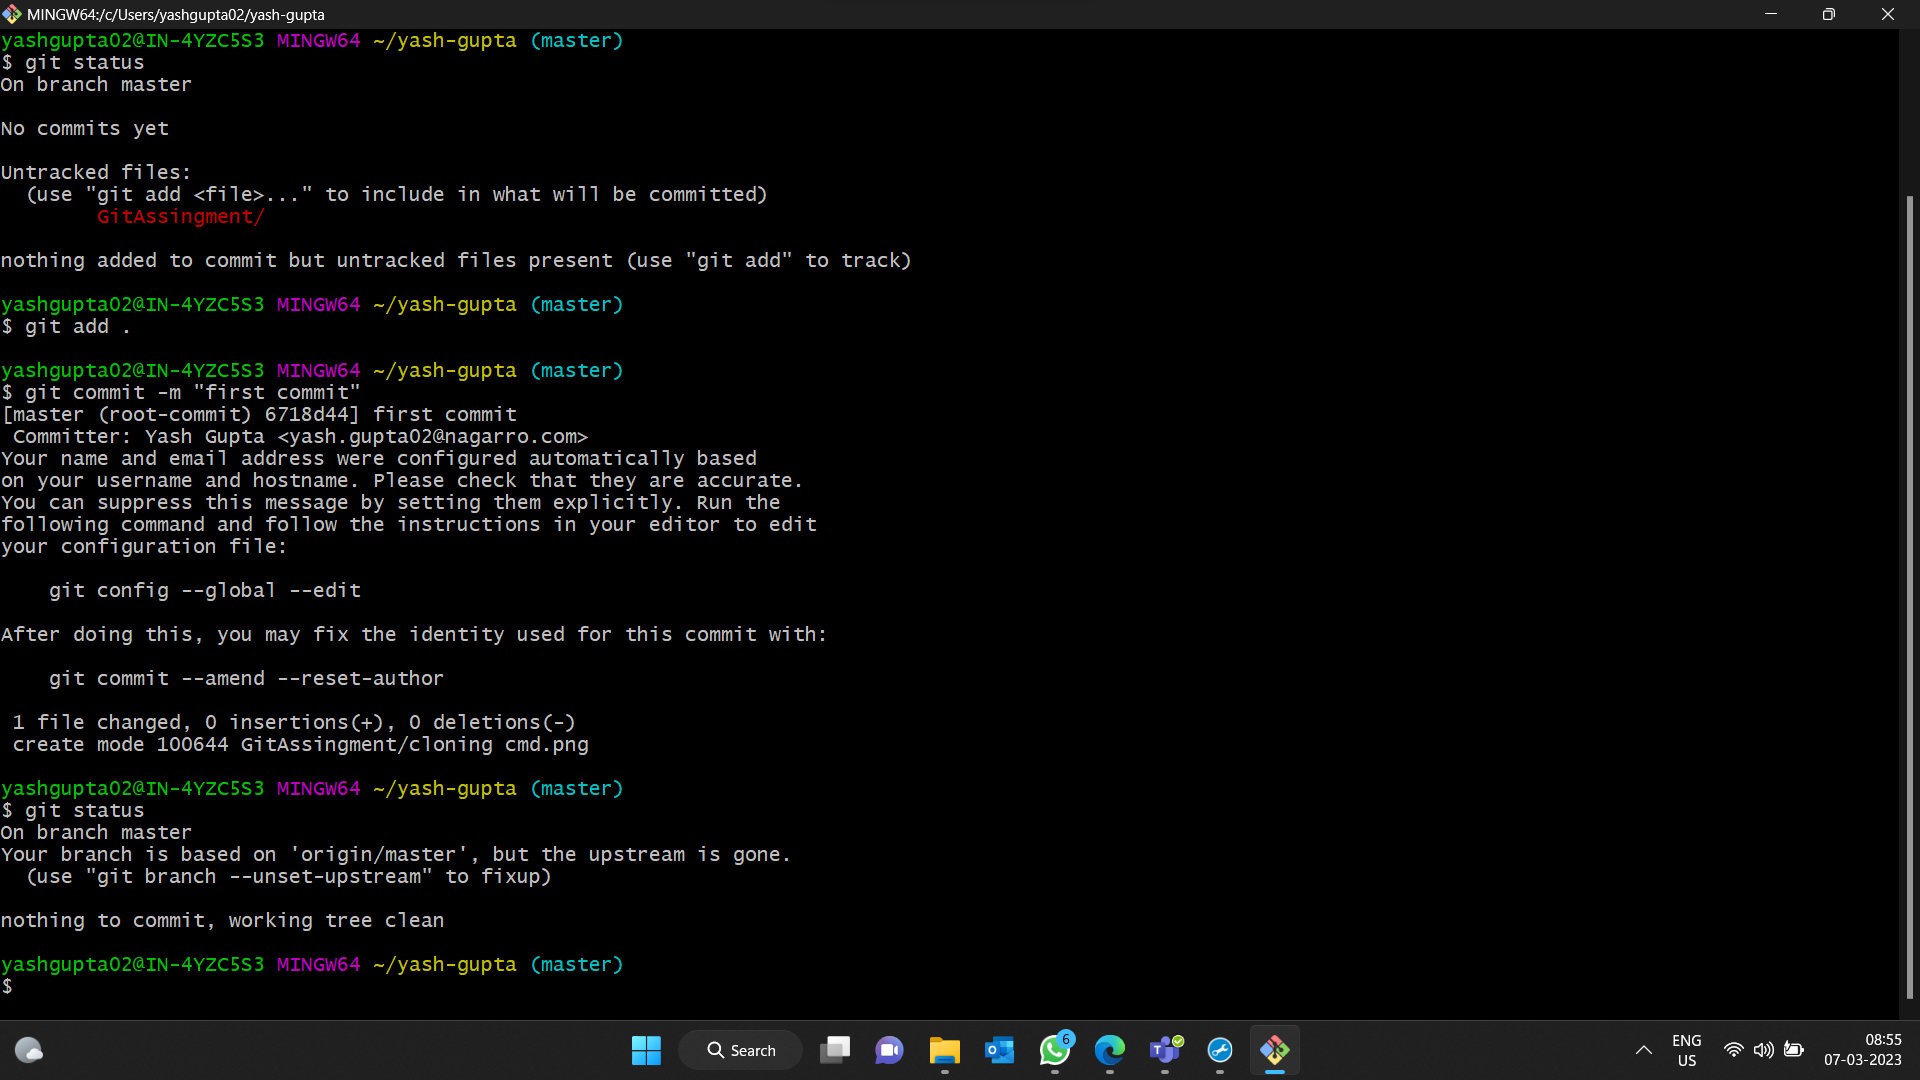 MINGW64:/c/Users/yashgupta02/yash-gupta
yashgupta02@IN-4YZC5S3 MINGW64 ~/yash-gupta (master)
$ git status
On branch master
No commits yet
Untracked files:
  (use "git add <file>..." to include in what will be committed)
        GitAssingment/
nothing added to commit but untracked files present (use "git add" to track)
yashgupta02@IN-4YZC5S3 MINGW64 ~/yash-gupta (master)
$ git add .
yashgupta02@IN-4YZC5S3 MINGW64 ~/yash-gupta (master)
$ git commit -m "first commit"
[master (root-commit) 6718d44] first commit
 Committer: Yash Gupta <yash.gupta02@nagarro.com>
Your name and email address were configured automatically based
on your username and hostname. Please check that they are accurate.
You can suppress this message by setting them explicitly. Run the
following command and follow the instructions in your editor to edit
your configuration file:
    git config --global --edit
After doing this, you may fix the identity used for this commit with:
    git commit --amend --reset-author
 1 file changed, 0 insertions(+), 0 deletions(-)
 create mode 100644 GitAssingment/cloning cmd.png
yashgupta02@IN-4YZC5S3 MINGW64 ~/yash-gupta (master)
$ git status
On branch master
Your branch is based on 'origin/master', but the upstream is gone.
  (use "git branch --unset-upstream" to fixup)
nothing to commit, working tree clean
yashgupta02@IN-4YZC5S3 MINGW64 ~/yash-gupta (master)
$
Search
6
ENG
US
08:55
07-03-2023